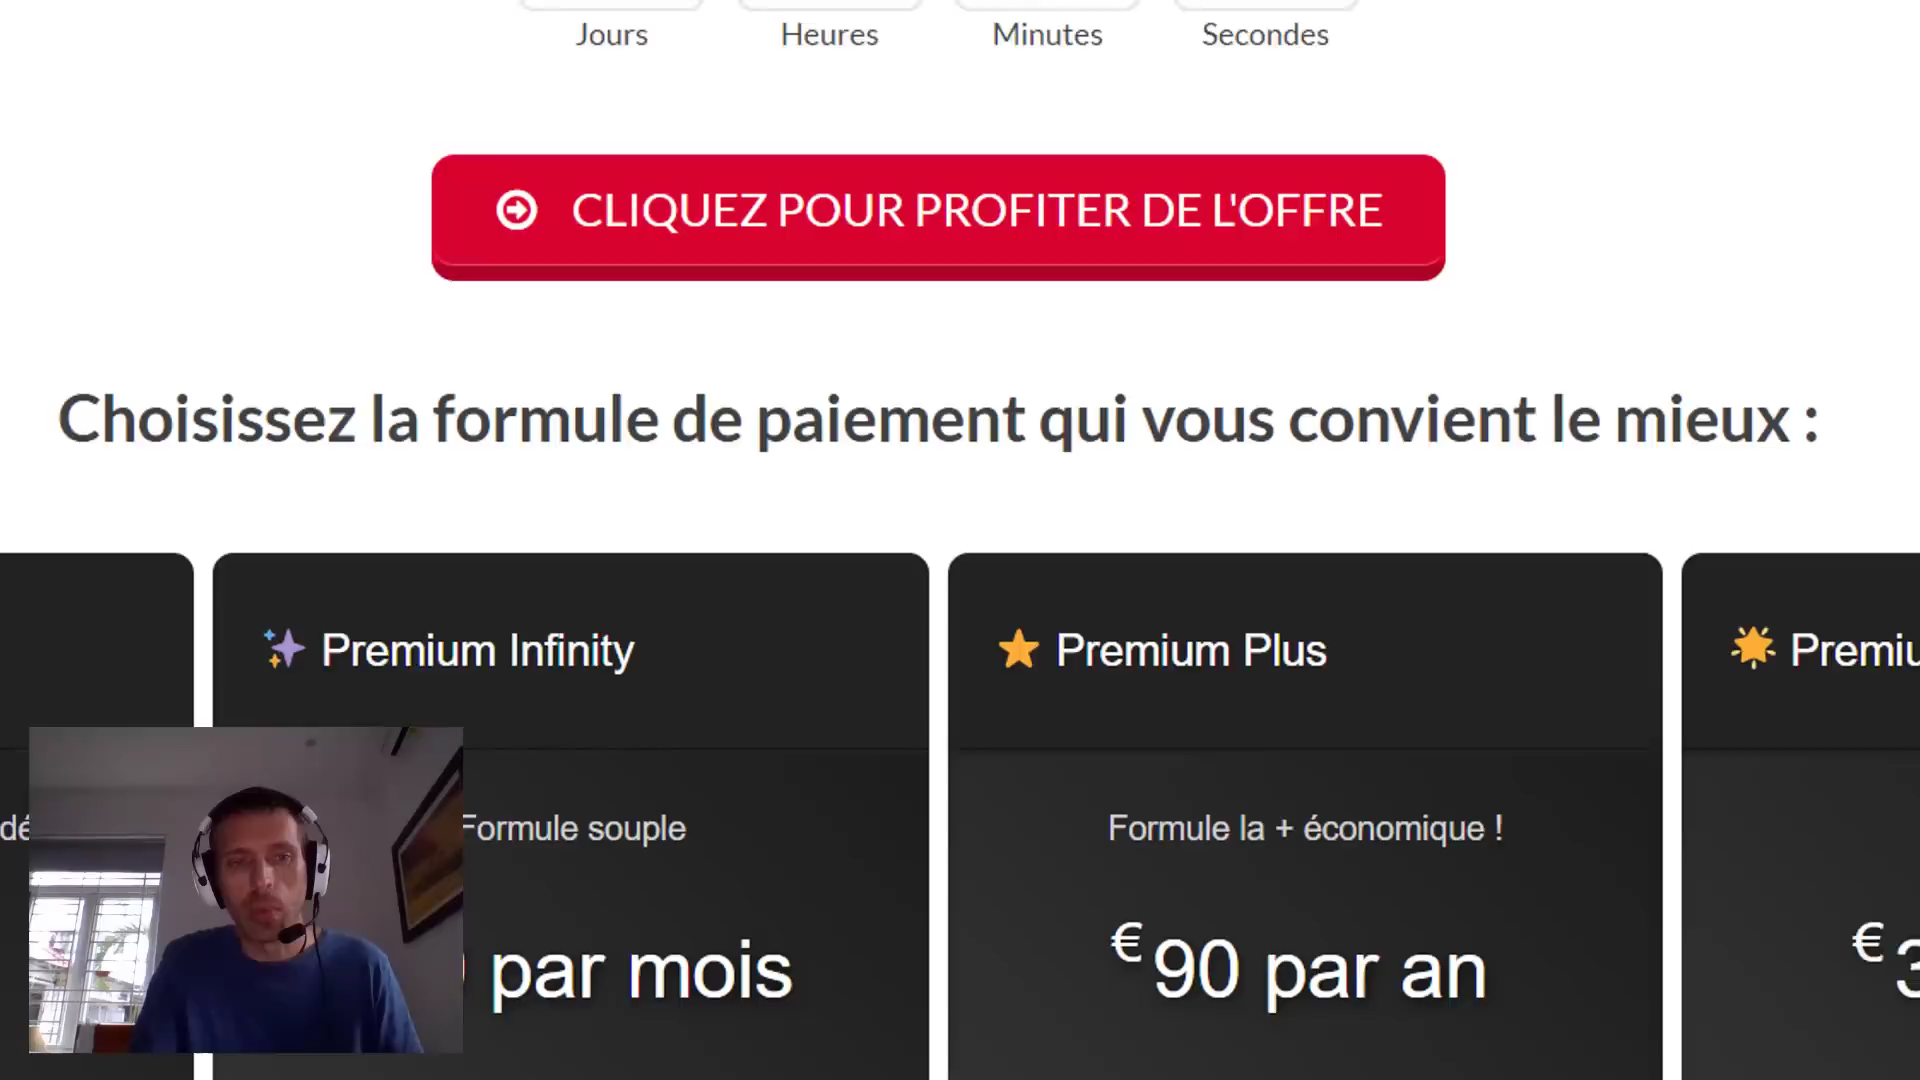 Jours Heures Minutes Secondes
CLIQUEZ POUR PROFITER DE L'OFFRE
Choisissez la formule de paiement qui vous convient le mieux :
Premium Infinity
Premium Plus
Formule souple
Formule la + économique !
par mois
€90 par an
€